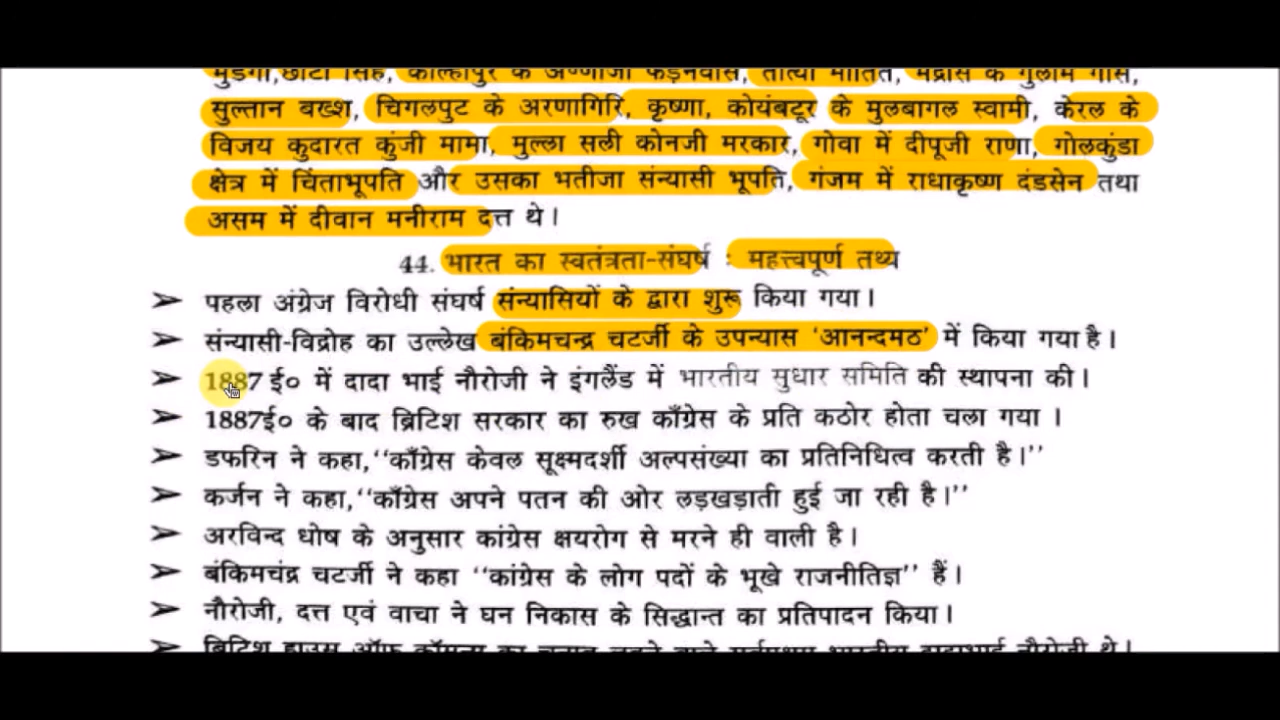 सुल्तान बख्श, चिगलपुट के अरणागिरि, कृष्णा, कोयंबटूर के मुलबागल स्वामी, केरल के
विजय कुदारत कुंजी मामा, मुल्ला सली कोनजी मरकार, गोवा में दीपूजी राणा, गोलकुंडा
क्षेत्र में चिंताभूपति और उसका भतीजा संन्यासी भूपति, गंजम में राधाकृष्ण दंडसेन तथा
असम में दीवान मनीराम दत्त थे।
44. भारत का स्वतंत्रता-संघर्ष : महत्त्वपूर्ण तथ्य
➤ पहला अंग्रेज विरोधी संघर्ष संन्यासियों के द्वारा शुरू किया गया।
➤ संन्यासी-विद्रोह का उल्लेख बंकिमचन्द्र चटर्जी के उपन्यास 'आनन्दमठ' में किया गया है।
➤ 1887 ई० में दादा भाई नौरोजी ने इंगलैंड में भारतीय सुधार समिति की स्थापना की।
➤ 1887ई० के बाद ब्रिटिश सरकार का रुख काँग्रेस के प्रति कठोर होता चला गया ।
➤ डफरिन ने कहा,"काँग्रेस केवल सूक्ष्मदर्शी अल्पसंख्या का प्रतिनिधित्व करती है।"
➤ कर्जन ने कहा,"काँग्रेस अपने पतन की ओर लड़खड़ाती हुई जा रही है।"
➤ अरविन्द धोष के अनुसार कांग्रेस क्षयरोग से मरने ही वाली है।
➤ बंकिमचंद्र चटर्जी ने कहा "कांग्रेस के लोग पदों के भूखे राजनीतिज्ञ" हैं।
➤ नौरोजी, दत्त एवं वाचा ने घन निकास के सिद्धान्त का प्रतिपादन किया।